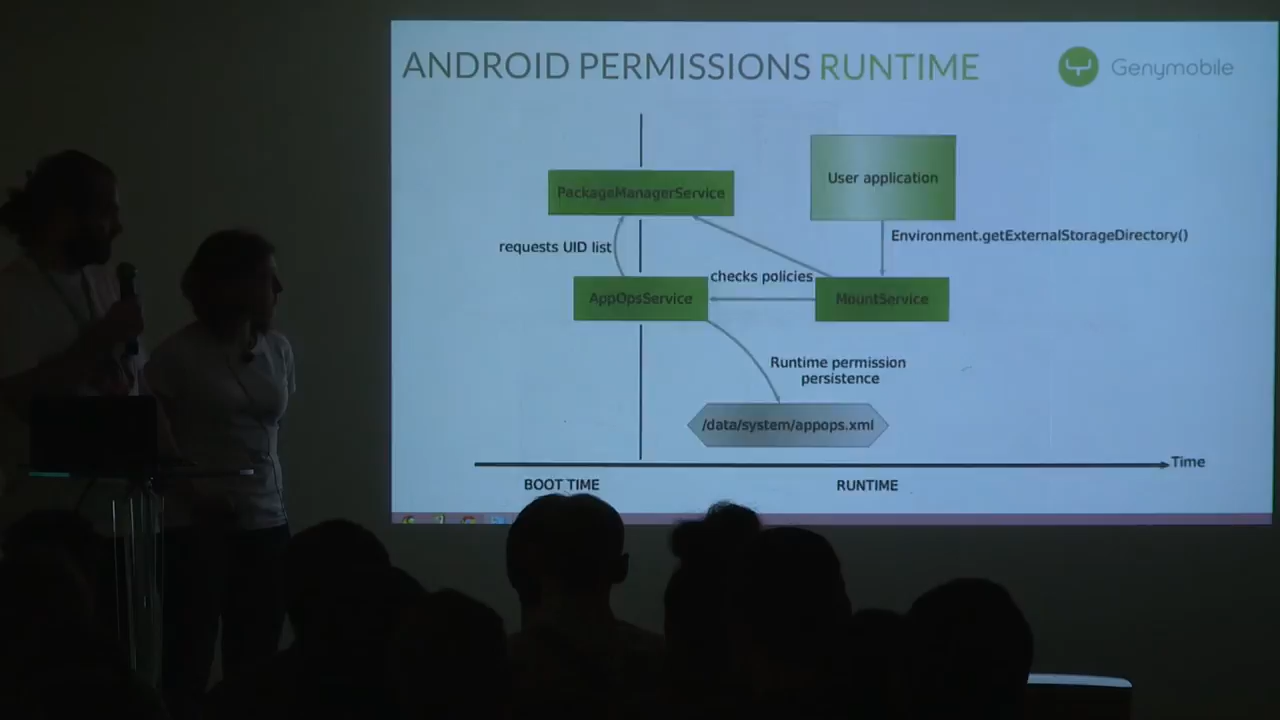 ANDROID PERMISSIONS RUNTIME
Genymobile
PackageManagerService
User application
requests UID list
Environment.getExternalStorageDirectory()
checks policies
AppOpsService
MountService
Runtime permission
persistence
/data/system/appops.xml
Time
BOOT TIME
RUNTIME